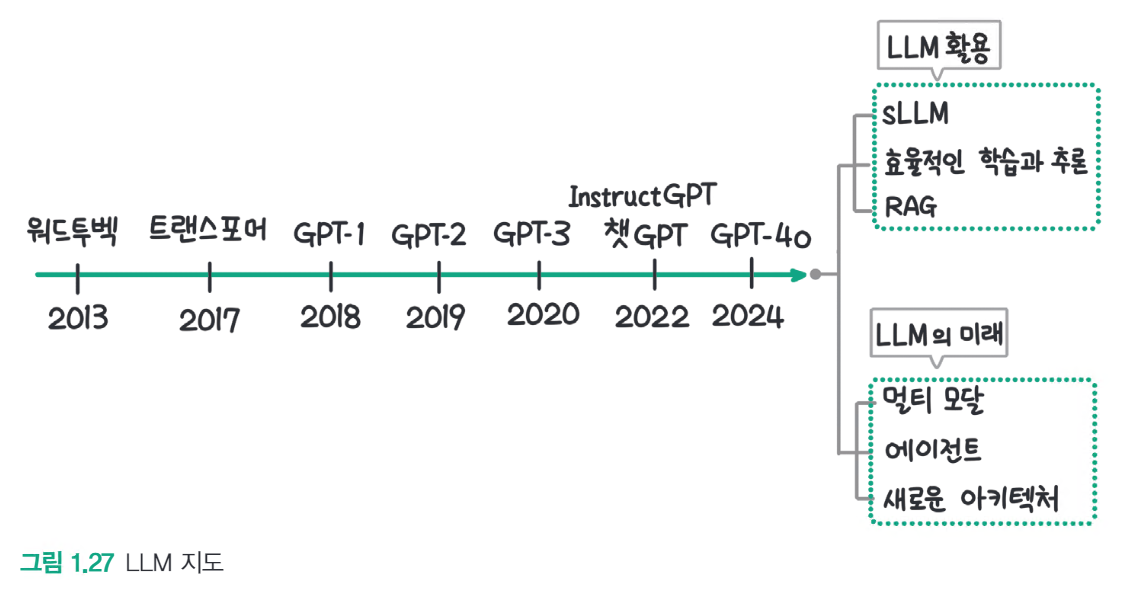 LLM 활용
sLLM
효율적인 학습과 추론
RAG
InstructGPT
워드투벡 트랜스포머 GPT-1 GPT-2 GPT-3 챗GPT GPT-4o
2013 2017 2018 2019 2020 2022 2024
LLM의 미래
멀티 모달
에이전트
새로운 아키텍처
그림 1.27 LLM 지도